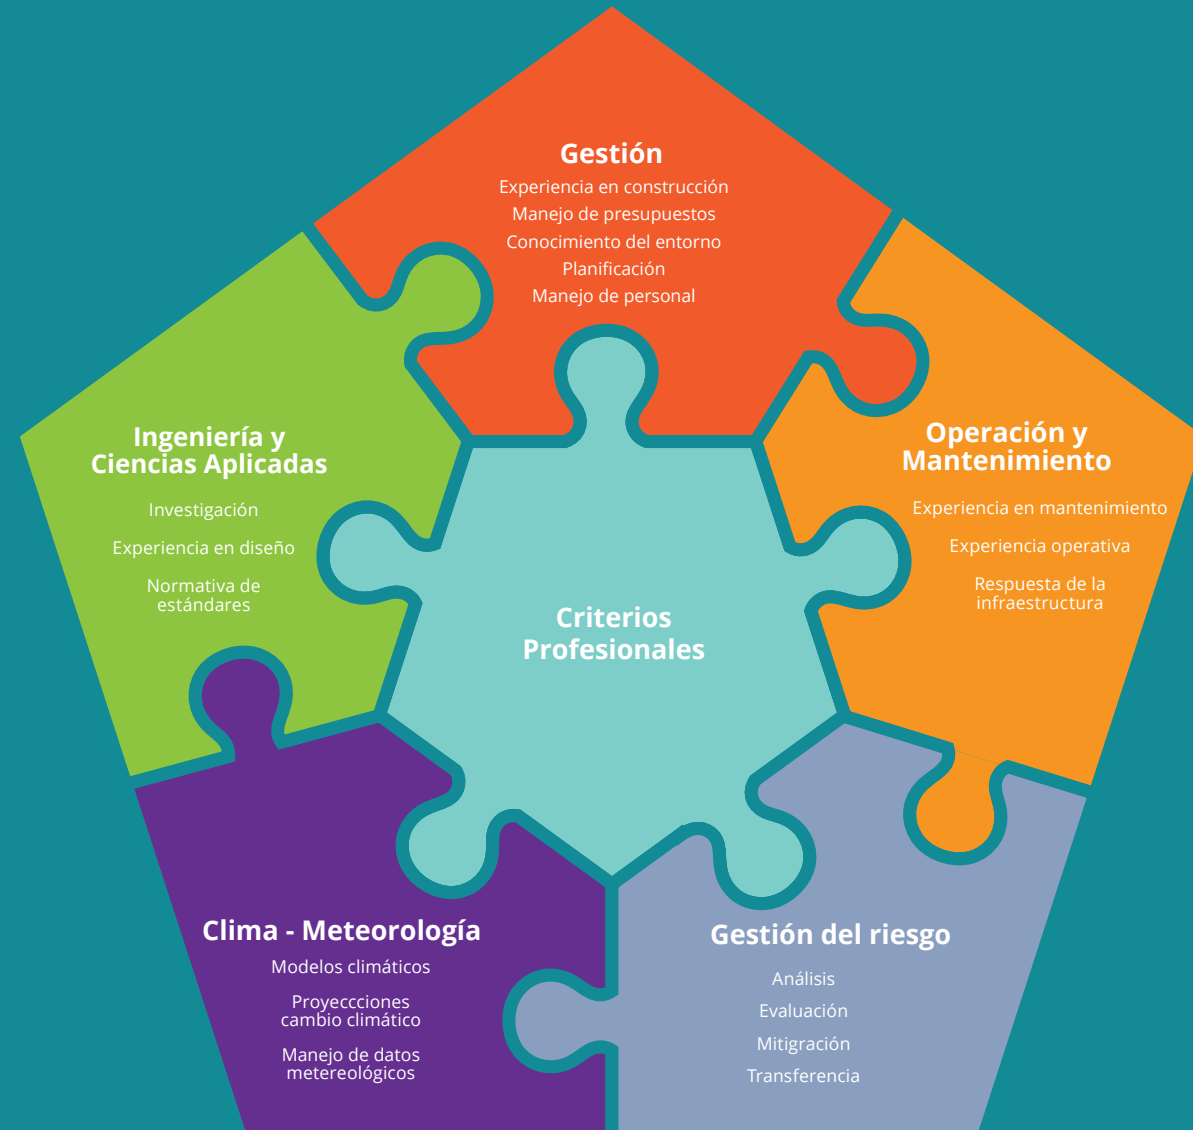 Gestión
Experiencia en construcción
Manejo de presupuestos
Conocimiento del entorno
Planificación
Manejo de personal
Ingeniería y
Ciencias Aplicadas
Investigación
Experiencia en diseño
Normativa de
estándares
Operación y
Mantenimiento
Experiencia en mantenimiento
Experiencia operativa
Respuesta de la
infraestructura
Criterios
Profesionales
Clima - Meteorología
Modelos climáticos
Proyeccciones
cambio climático
Manejo de datos
metereológicos
Gestión del riesgo
Análisis
Evaluación
Mitigración
Transferencia